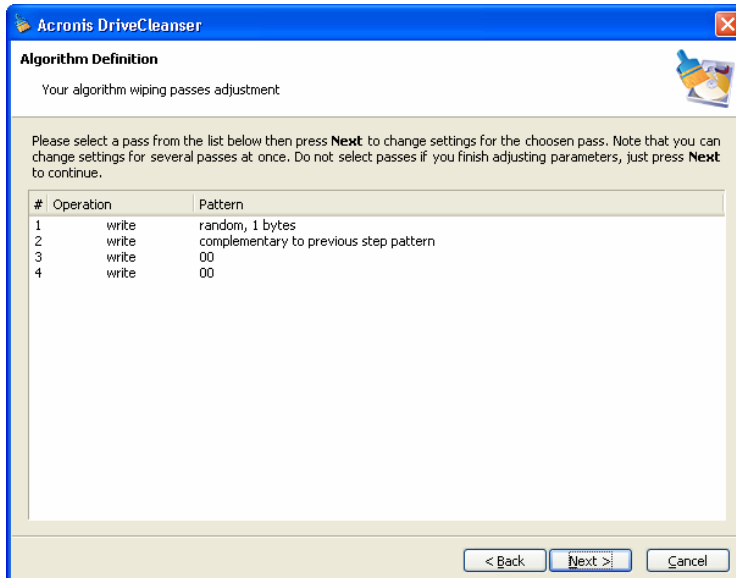 Acronis DriveCleanser
Algorithm Definition
Your algorithm wiping passes adjustment
Please select a pass from the list below then press Next to change settings for the choosen pass. Note that you can
change settings for several passes at once. Do not select passes if you finish adjusting parameters, just press Next
to continue.
# Operation Pattern
1 write random, 1 bytes
2 write complementary to previous step pattern
3 write 00
4 write 00
< Back Next > Cancel